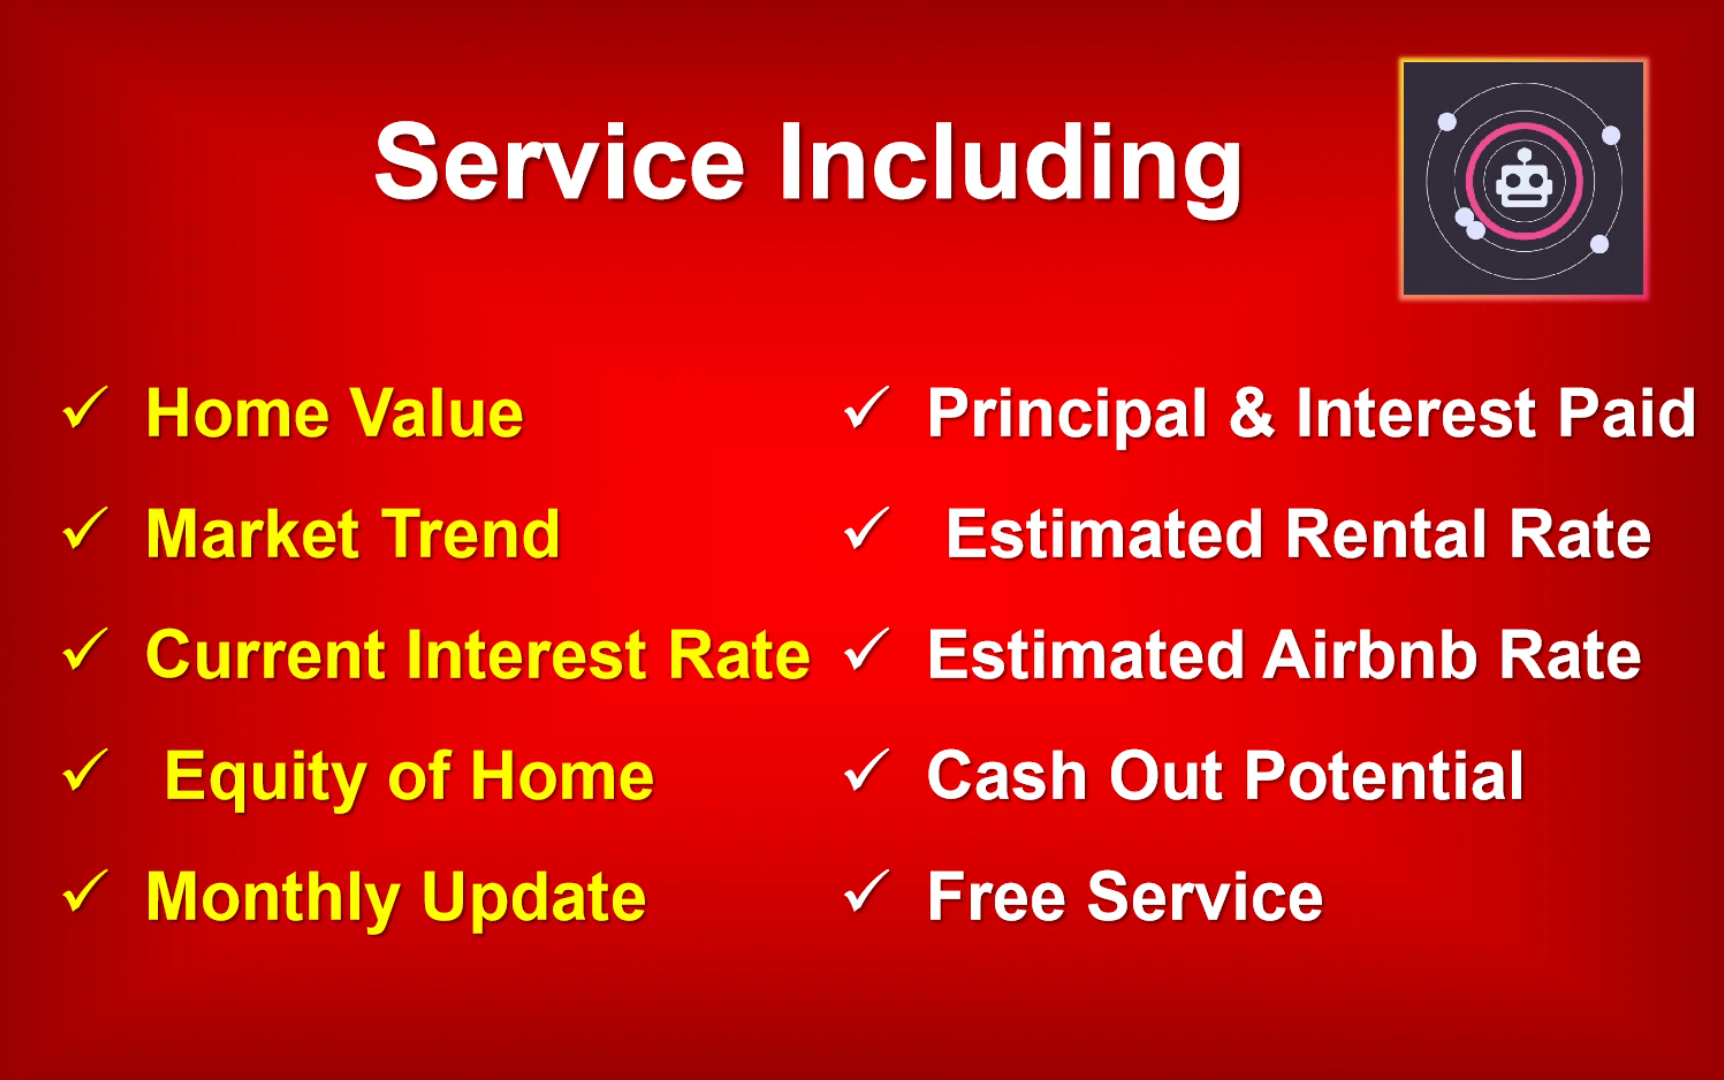 Service Including
✓ Home Value
✓ Market Trend
✓ Current Interest Rate
✓ Equity of Home
✓ Monthly Update
✓ Principal & Interest Paid
✓ Estimated Rental Rate
✓ Estimated Airbnb Rate
✓ Cash Out Potential
✓ Free Service